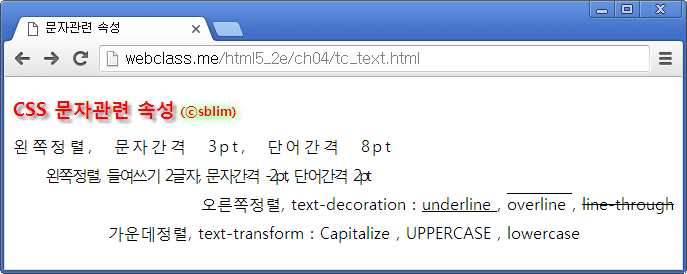 문자관련 속성
webclass.me/html5_2e/ch04/tc_text.html
CSS 문자관련 속성 (ⓒsblim)
왼쪽정렬, 문자간격 3pt, 단어간격 8pt
왼쪽정렬, 들여쓰기 2글자, 문자간격 -2pt, 단어간격 2pt
오른쪽정렬, text-decoration : underline , overline , line-through
가운데정렬, text-transform : Capitalize , UPPERCASE , lowercase